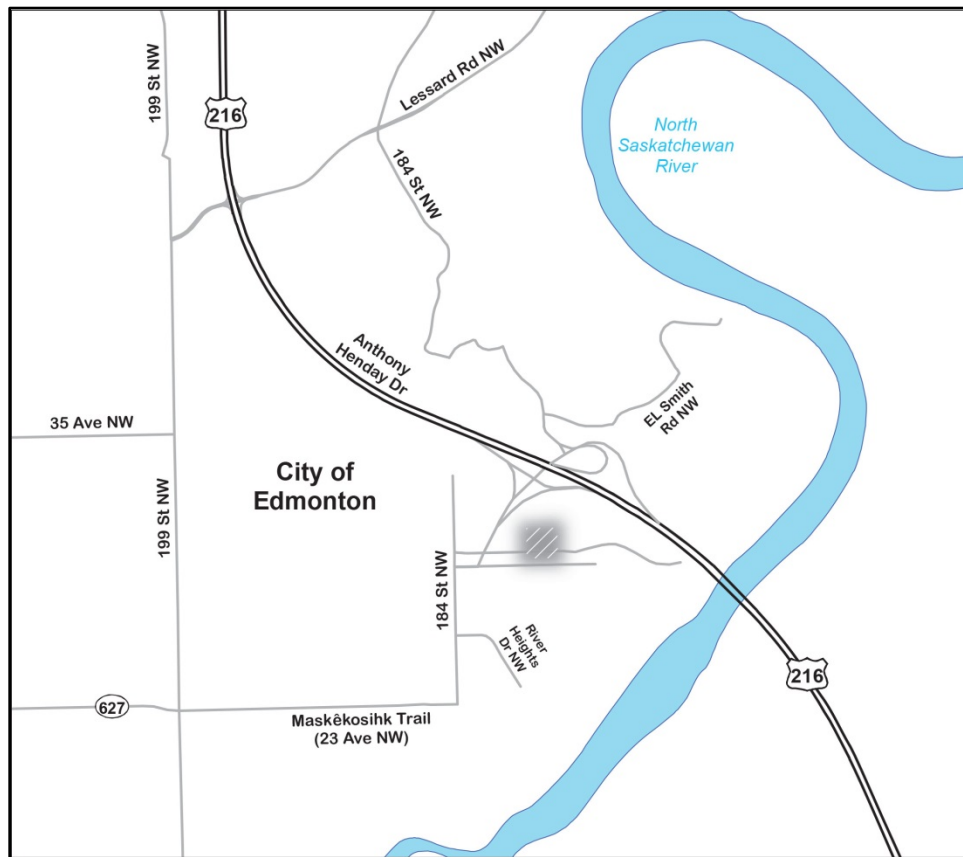 199 St NW
216
Lessard Rd NW
North
Saskatchewan
River
184 St NW
Anthony
Henday Dr
EL Smith
Rd NW
35 Ave NW
City of
Edmonton
199 St NW
184 St NW
River
Heights
Dr NW
216
627
Maskêkosihk Trail
(23 Ave NW)